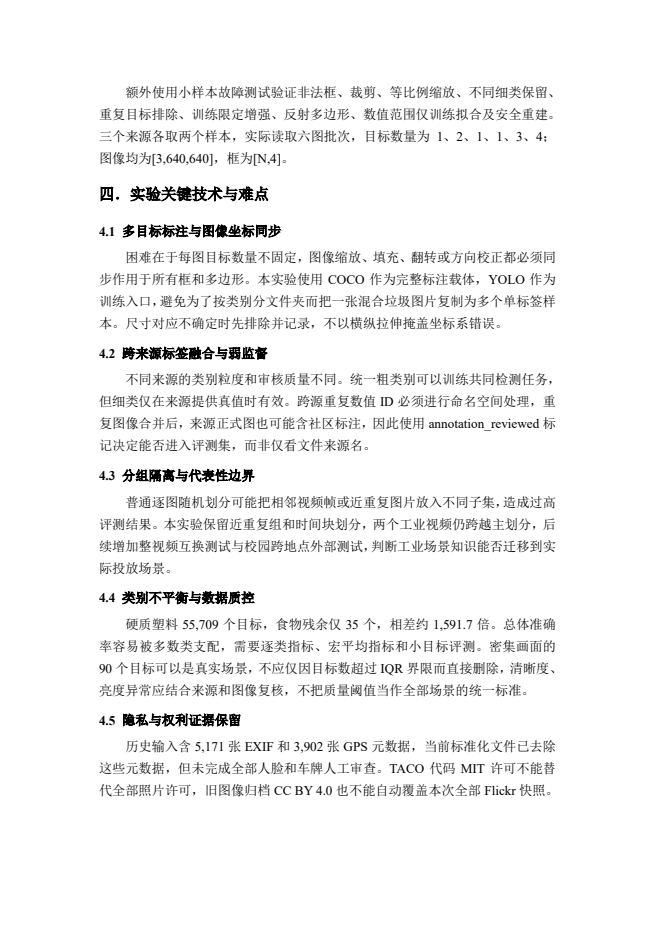 额外使用小样本故障测试验证非法框、裁剪、等比例缩放、不同细类保留、
重复目标排除、训练限定增强、反射多边形、数值范围仅训练拟合及安全重建。
三个来源各取两个样本，实际读取六图批次，目标数量为 1、2、1、1、3、4；
图像均为[3,640,640]，框为[N,4]。
四．实验关键技术与难点
4.1 多目标标注与图像坐标同步
困难在于每图目标数量不固定，图像缩放、填充、翻转或方向校正都必须同
步作用于所有框和多边形。本实验使用 COCO 作为完整标注载体，YOLO 作为
训练入口，避免为了按类别分文件夹而把一张混合垃圾图片复制为多个单标签样
本。尺寸对应不确定时先排除并记录，不以横纵拉伸掩盖坐标系错误。
4.2 跨来源标签融合与弱监督
不同来源的类别粒度和审核质量不同。统一粗类别可以训练共同检测任务，
但细类仅在来源提供真值时有效。跨源重复数值 ID 必须进行命名空间处理，重
复图像合并后，来源正式图也可能含社区标注，因此使用 annotation_reviewed 标
记决定能否进入评测集，而非仅看文件来源名。
4.3 分组隔离与代表性边界
普通逐图随机划分可能把相邻视频帧或近重复图片放入不同子集，造成过高
评测结果。本实验保留近重复组和时间块划分，两个工业视频仍跨越主划分，后
续增加整视频互换测试与校园跨地点外部测试，判断工业场景知识能否迁移到实
际投放场景。
4.4 类别不平衡与数据质控
硬质塑料 55,709 个目标，食物残余仅 35 个，相差约 1,591.7 倍。总体准确
率容易被多数类支配，需要逐类指标、宏平均指标和小目标评测。密集画面的
90 个目标可以是真实场景，不应仅因目标数超过 IQR 界限而直接删除，清晰度、
亮度异常应结合来源和图像复核，不把质量阈值当作全部场景的统一标准。
4.5 隐私与权利证据保留
历史输入含 5,171 张 EXIF 和 3,902 张 GPS 元数据，当前标准化文件已去除
这些元数据，但未完成全部人脸和车牌人工审查。TACO 代码 MIT 许可不能替
代全部照片许可，旧图像归档 CC BY 4.0 也不能自动覆盖本次全部 Flickr 快照。